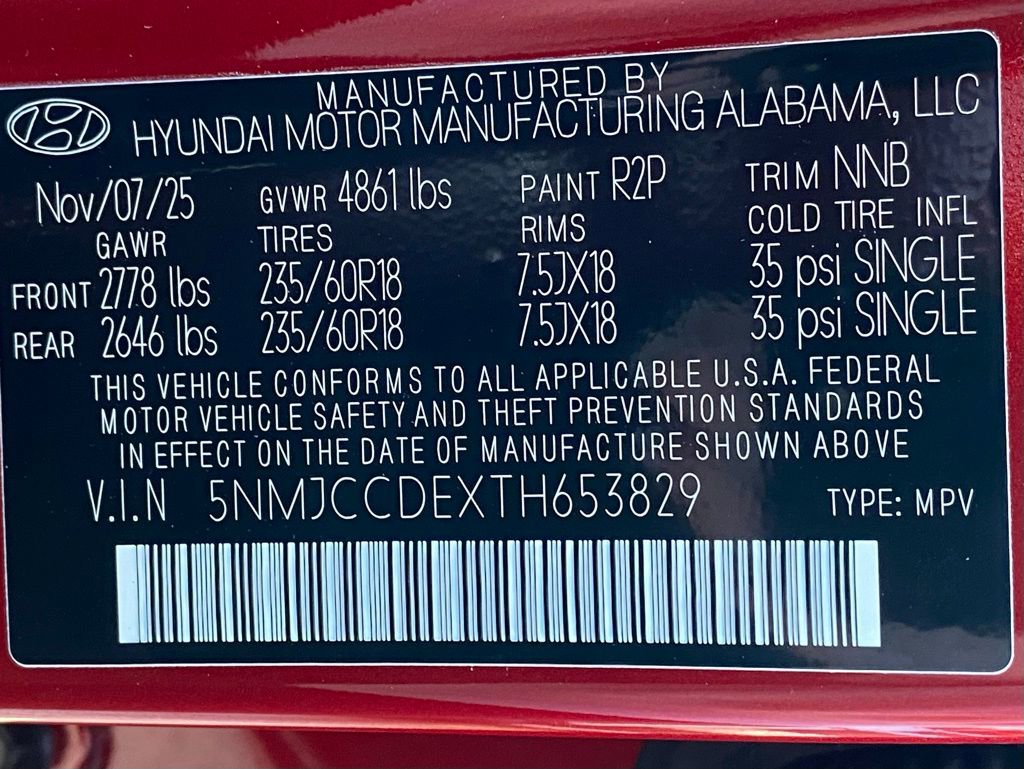 MANUFACTURED BY
HYUNDAI MOTOR MANUFACTURING ALABAMA, LLC
Nov/07/25 GVWR 4861 lbs PAINT R2P TRIM NNB
GAWR TIRES RIMS COLD TIRE INFL
FRONT 2778 lbs 235/60R18 7.5JX18 35 psi SINGLE
REAR 2646 lbs 235/60R18 7.5JX18 35 psi SINGLE
THIS VEHICLE CONFORMS TO ALL APPLICABLE U.S.A. FEDERAL
MOTOR VEHICLE SAFETY AND THEFT PREVENTION STANDARDS
IN EFFECT ON THE DATE OF MANUFACTURE SHOWN ABOVE
V.I.N 5NMJCCDEXTH653829 TYPE: MPV